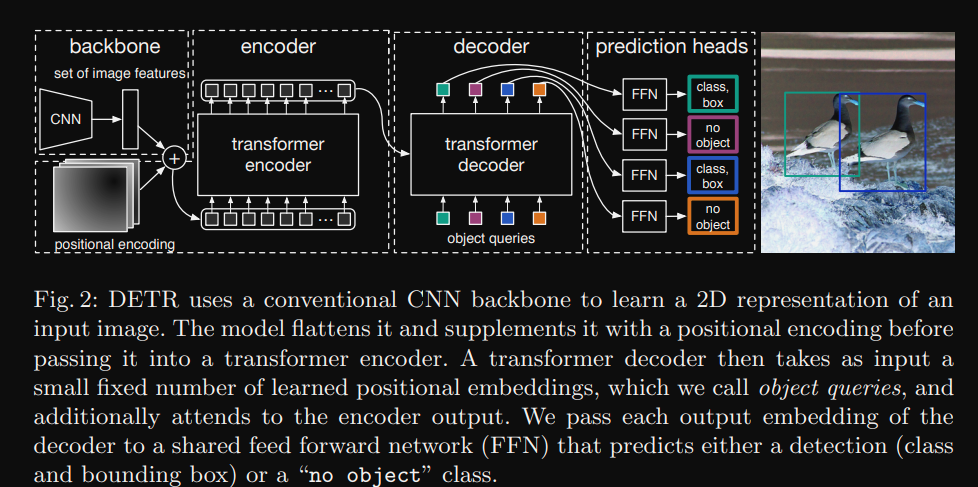 backbone
encoder
decoder
prediction heads
set of image features
CNN
+
positional encoding
...
transformer
encoder
...
transformer
decoder
object queries
FFN
class,
box
FFN
no
object
FFN
class,
box
FFN
no
object
Fig. 2: DETR uses a conventional CNN backbone to learn a 2D representation of an
input image. The model flattens it and supplements it with a positional encoding before
passing it into a transformer encoder. A transformer decoder then takes as input a
small fixed number of learned positional embeddings, which we call object queries, and
additionally attends to the encoder output. We pass each output embedding of the
decoder to a shared feed forward network (FFN) that predicts either a detection (class
and bounding box) or a “no object” class.